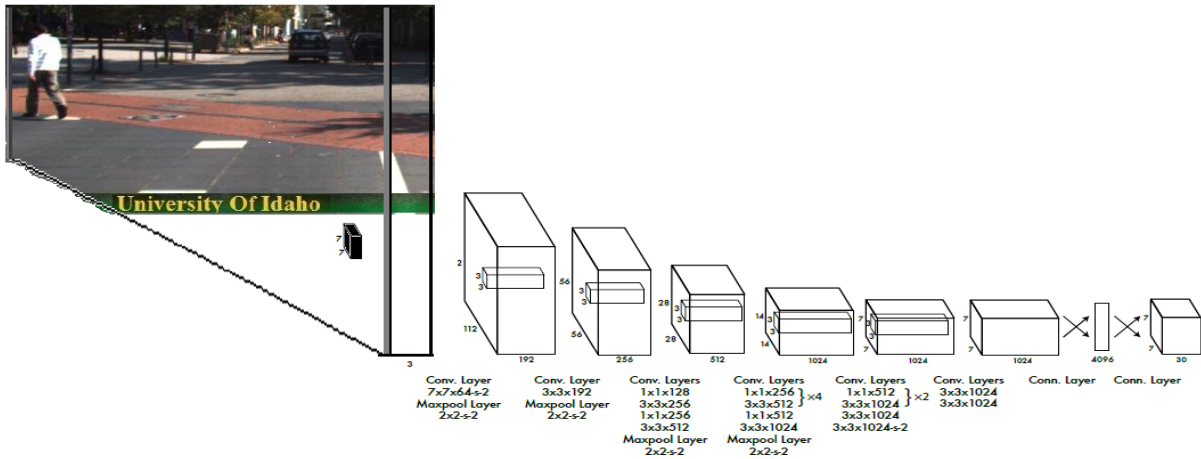 University Of Idaho
7
7
3
2
3
3
112
192
56
3
3
56
256
28
3
3
28
512
14
3
3
14
1024
7
3
3
7
1024
7
7
1024
4096
7
7
30
Conv. Layer
7x7x64-s-2
Maxpool Layer
2x2-s-2
Conv. Layer
3x3x192
Maxpool Layer
2x2-s-2
Conv. Layers
1x1x128
3x3x256
1x1x256
3x3x512
Maxpool Layer
2x2-s-2
Conv. Layers
1x1x256
3x3x512 }×4
1x1x512
3x3x1024
Maxpool Layer
2x2-s-2
Conv. Layers
1x1x512
3x3x1024 }×2
3x3x1024
3x3x1024-s-2
Conv. Layers
3x3x1024
3x3x1024
Conn. Layer
Conn. Layer